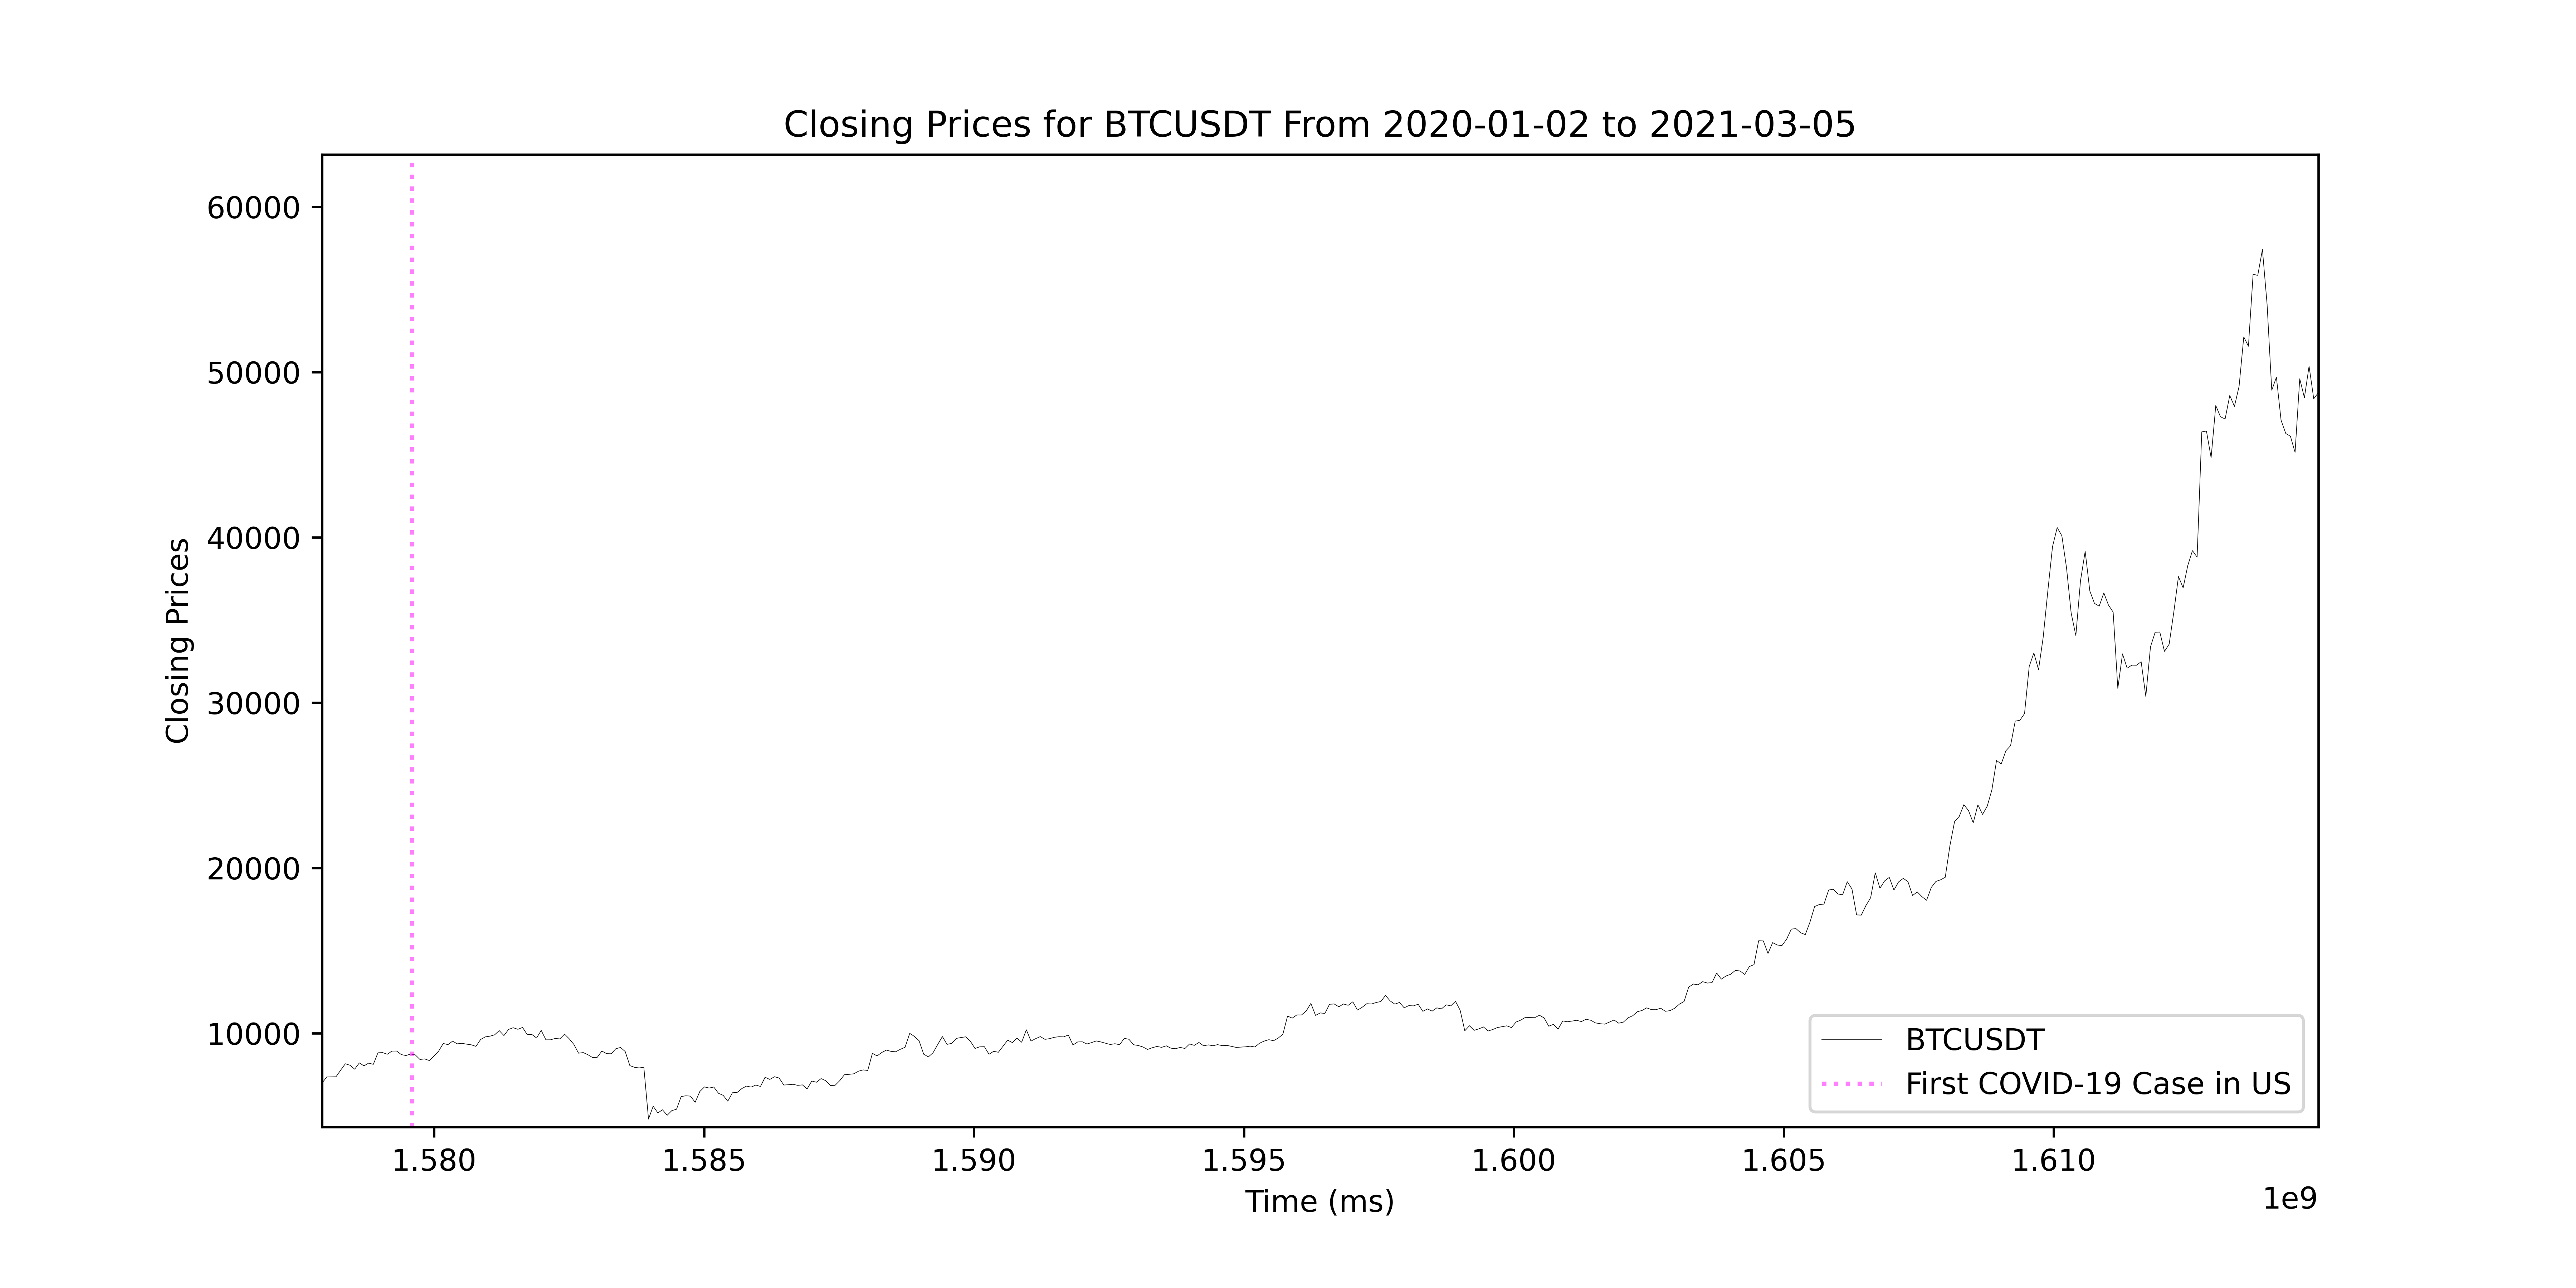 Closing Prices for BTCUSDT From 2020-01-02 to 2021-03-05
Closing Prices
60000
50000
40000
30000
20000
10000
BTCUSDT
First COVID-19 Case in US
1.580 1.585 1.590 1.595 1.600 1.605 1.610
Time (ms)
1e9